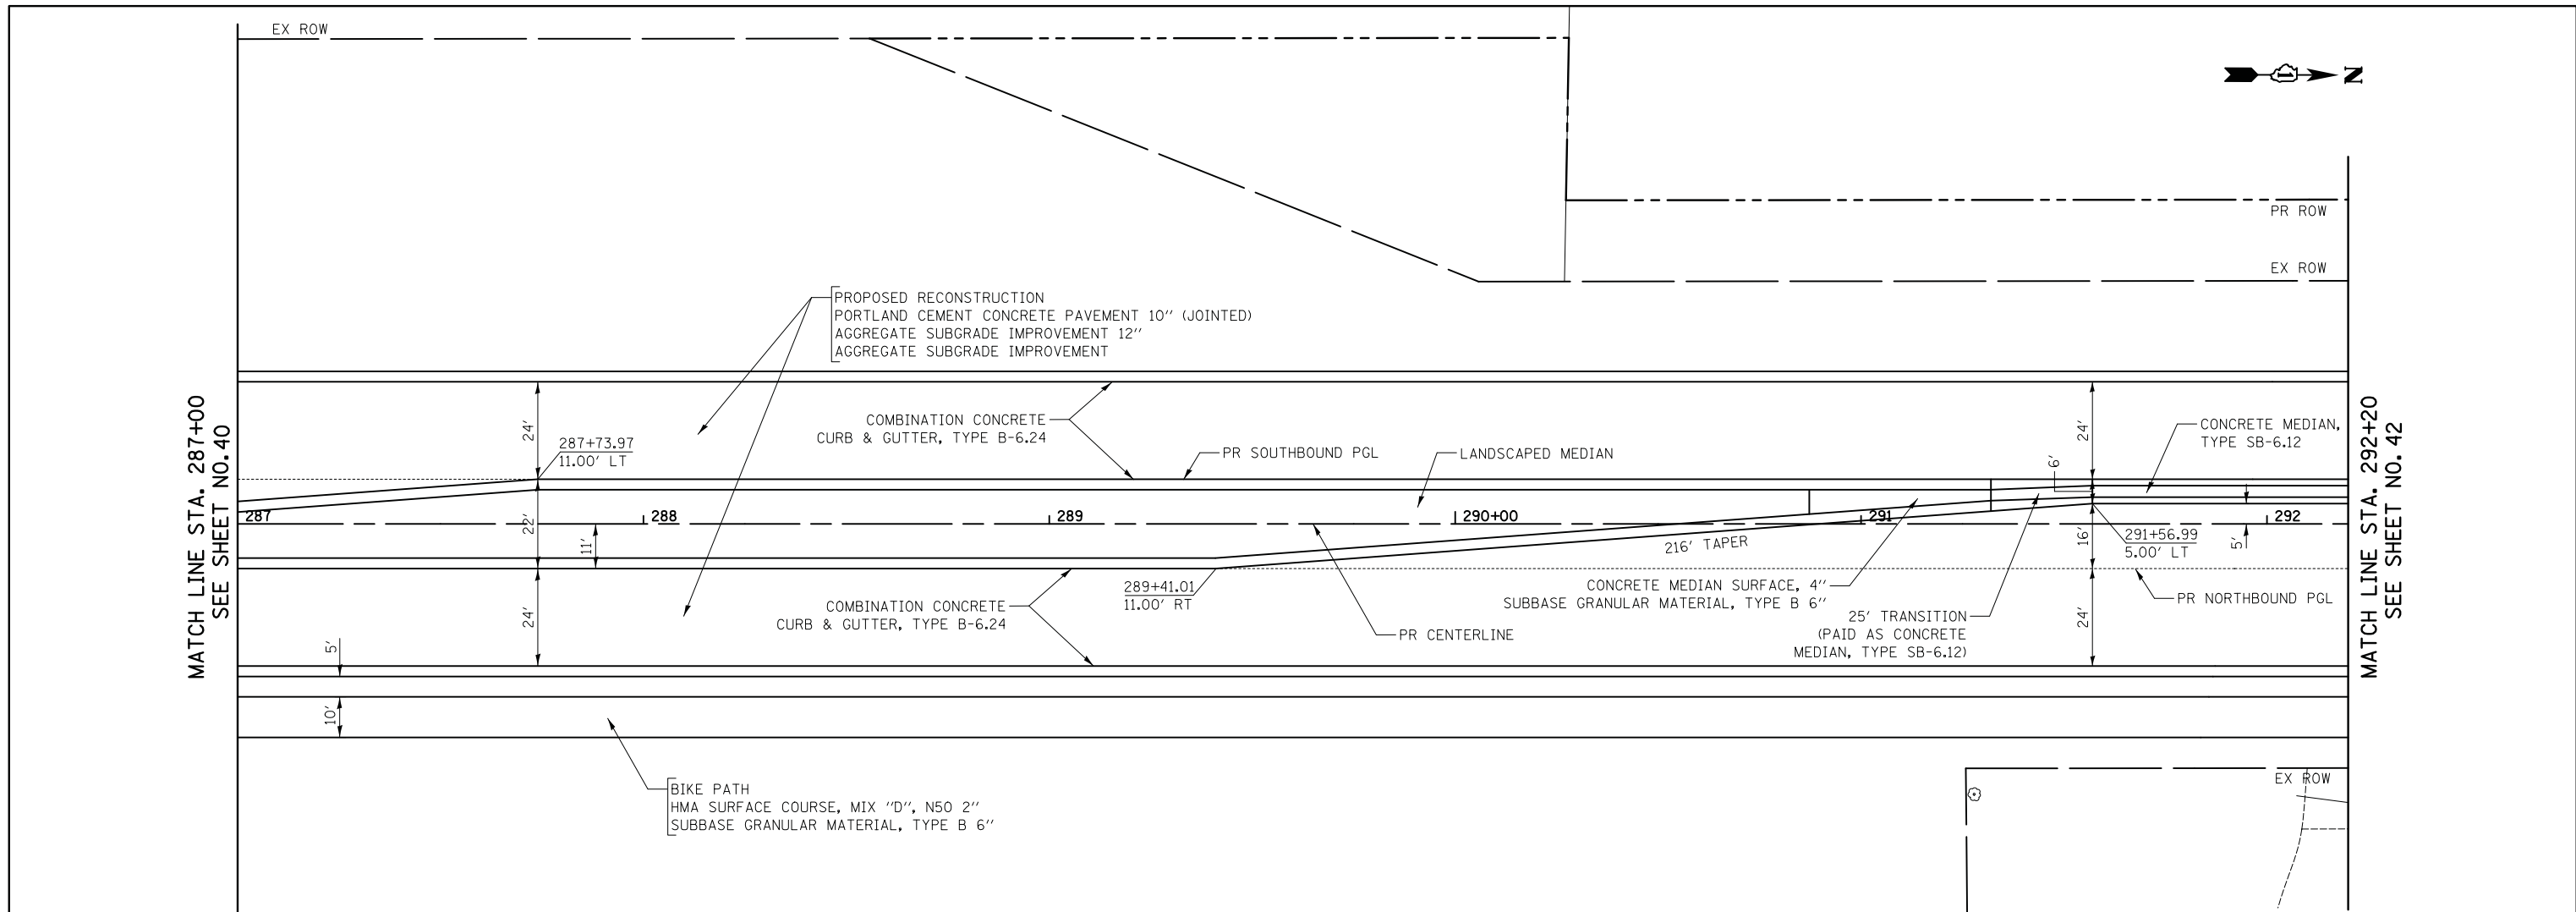 EX ROW
N
PR ROW
EX ROW
PROPOSED RECONSTRUCTION
PORTLAND CEMENT CONCRETE PAVEMENT 10" (JOINTED)
AGGREGATE SUBGRADE IMPROVEMENT 12"
AGGREGATE SUBGRADE IMPROVEMENT
MATCH LINE STA. 287+00
SEE SHEET NO. 40
24'
287+73.97
11.00' LT
COMBINATION CONCRETE
CURB & GUTTER, TYPE B-6.24
PR SOUTHBOUND PGL
LANDSCAPED MEDIAN
24'
6'
CONCRETE MEDIAN,
TYPE SB-6.12
MATCH LINE STA. 292+20
SEE SHEET NO. 42
287
288
289
290+00
291
292
22'
11'
216' TAPER
16'
291+56.99
5.00' LT
5'
289+41.01
11.00' RT
CONCRETE MEDIAN SURFACE, 4"
SUBBASE GRANULAR MATERIAL, TYPE B 6"
PR NORTHBOUND PGL
24'
COMBINATION CONCRETE
CURB & GUTTER, TYPE B-6.24
PR CENTERLINE
25' TRANSITION
(PAID AS CONCRETE
MEDIAN, TYPE SB-6.12)
24'
5'
10'
BIKE PATH
HMA SURFACE COURSE, MIX "D", N50 2"
SUBBASE GRANULAR MATERIAL, TYPE B 6"
EX ROW